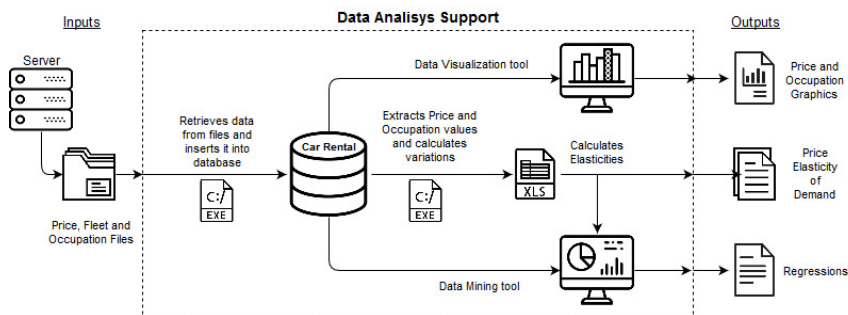 Inputs
Data Analisys Support
Outputs
Server
Data Visualization tool
Price and
Occupation
Graphics
Retrieves data
from files and
inserts it into
database
Car Rental
Extracts Price and
Occupation values
and calculates
variations
Calculates
Elasticities
C:/
EXE
C:/
EXE
XLS
Price
Elasticity
of
Demand
Price, Fleet and
Occupation Files
Data Mining tool
Regressions